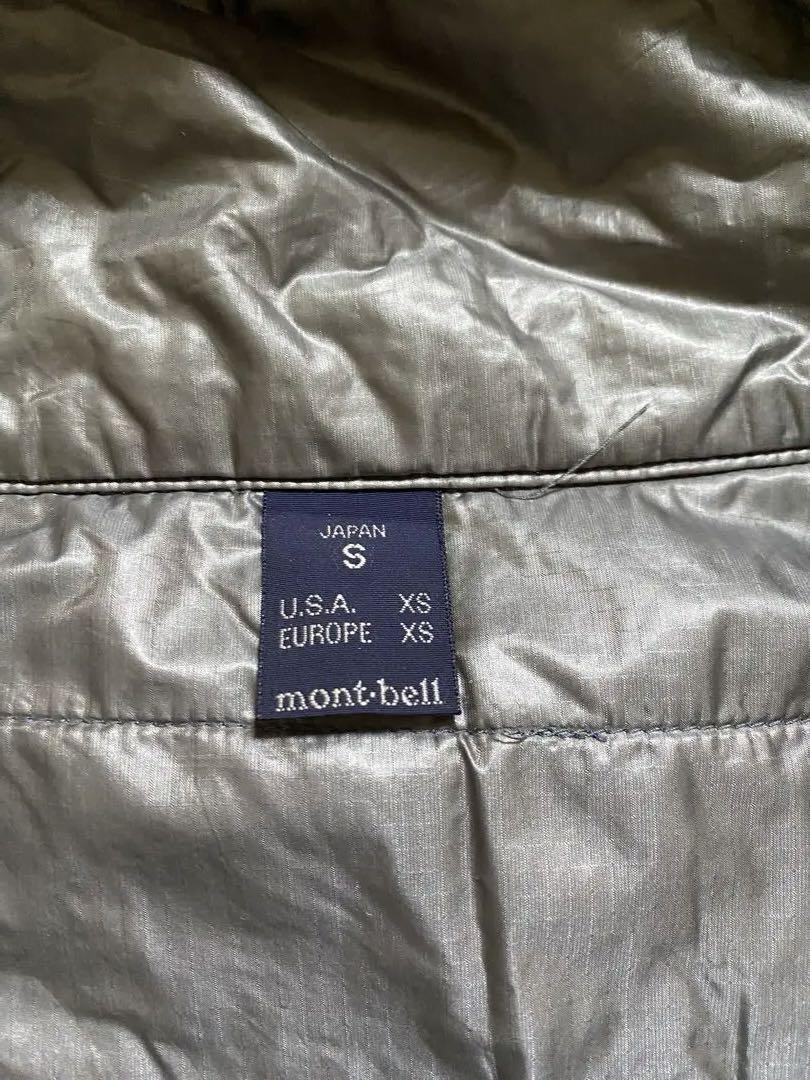 JAPAN
S
U.S.A. XS
EUROPE XS
mont·bell